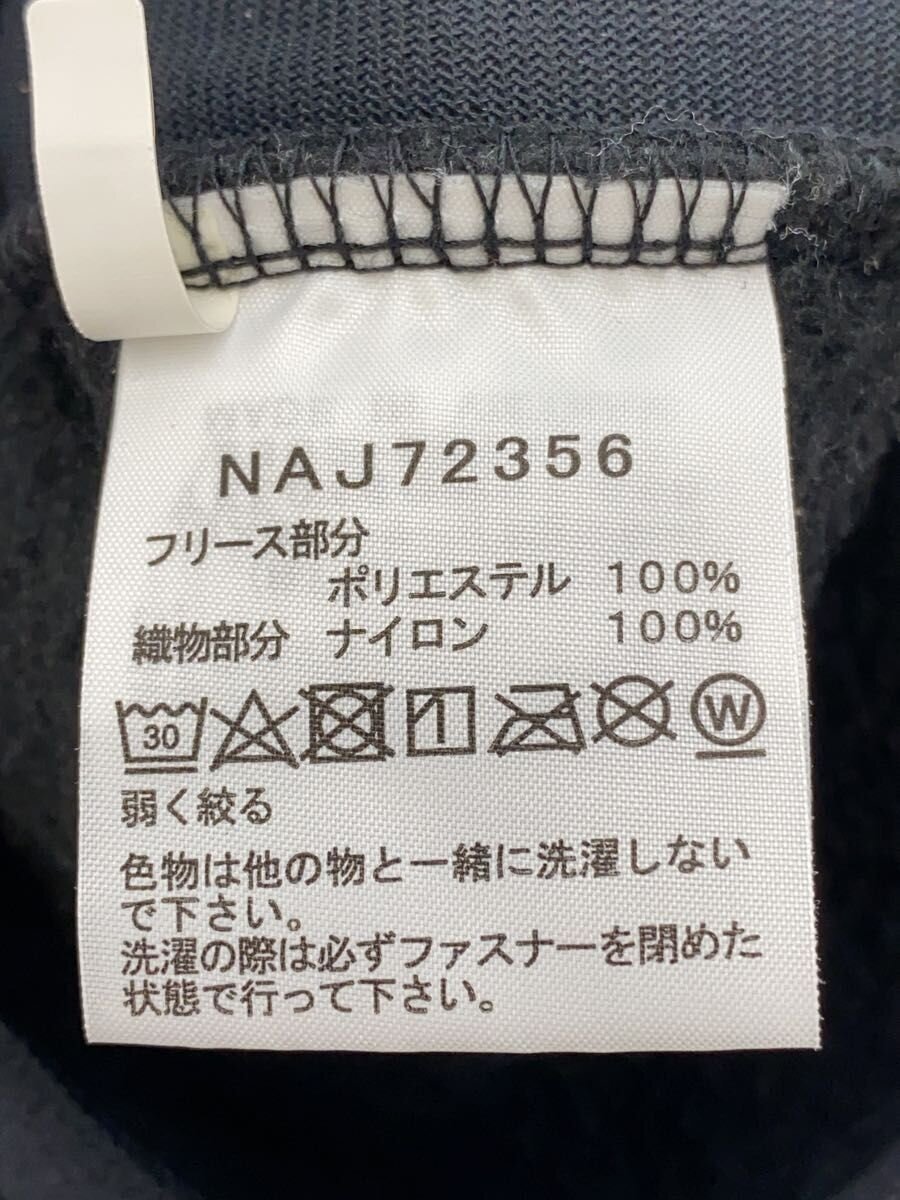 NAJ72356
フリース部分
ポリエステル 100%
織物部分 ナイロン 100%
30 W
弱く絞る
色物は他の物と一緒に洗濯しない
で下さい。
洗濯の際は必ずファスナーを閉めた
状態で行って下さい。